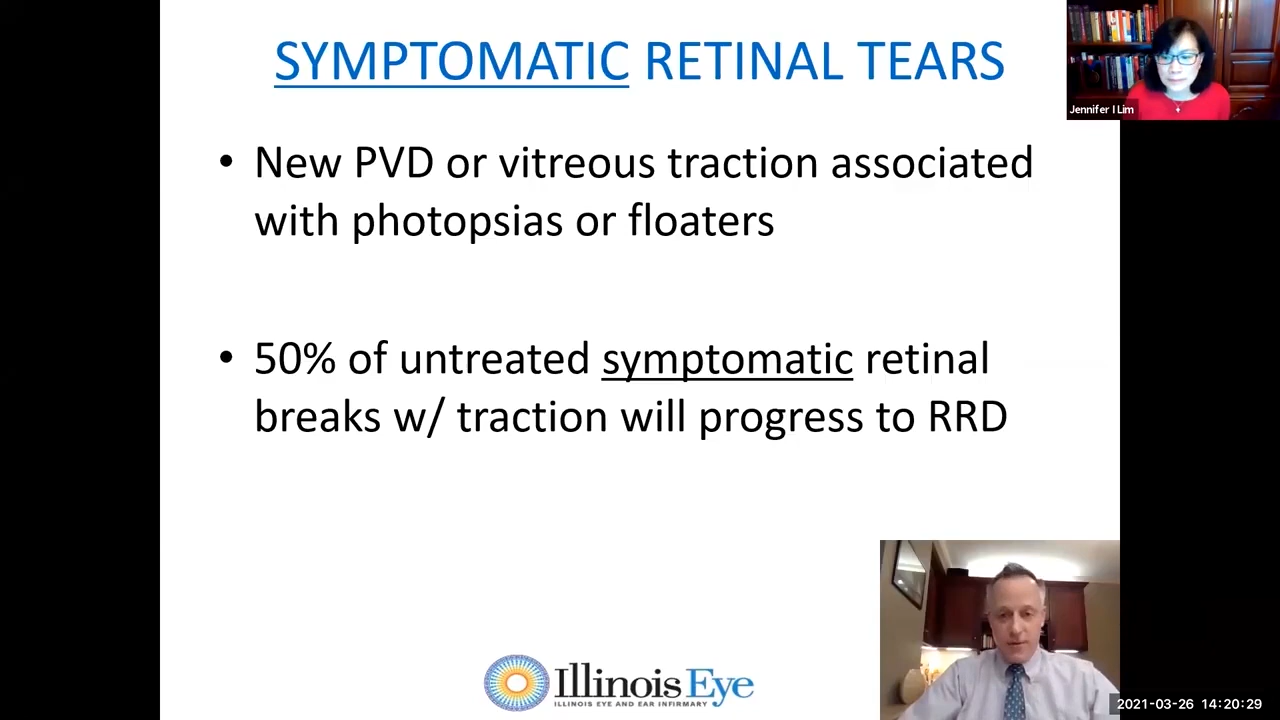 SYMPTOMATIC RETINAL TEARS
Jennifer I Lim
• New PVD or vitreous traction associated
with photopsias or floaters
• 50% of untreated symptomatic retinal
breaks w/ traction will progress to RRD
Illinois Eye
ILLINOIS EYE AND EAR INFIRMARY
2021-03-26 14:20:29